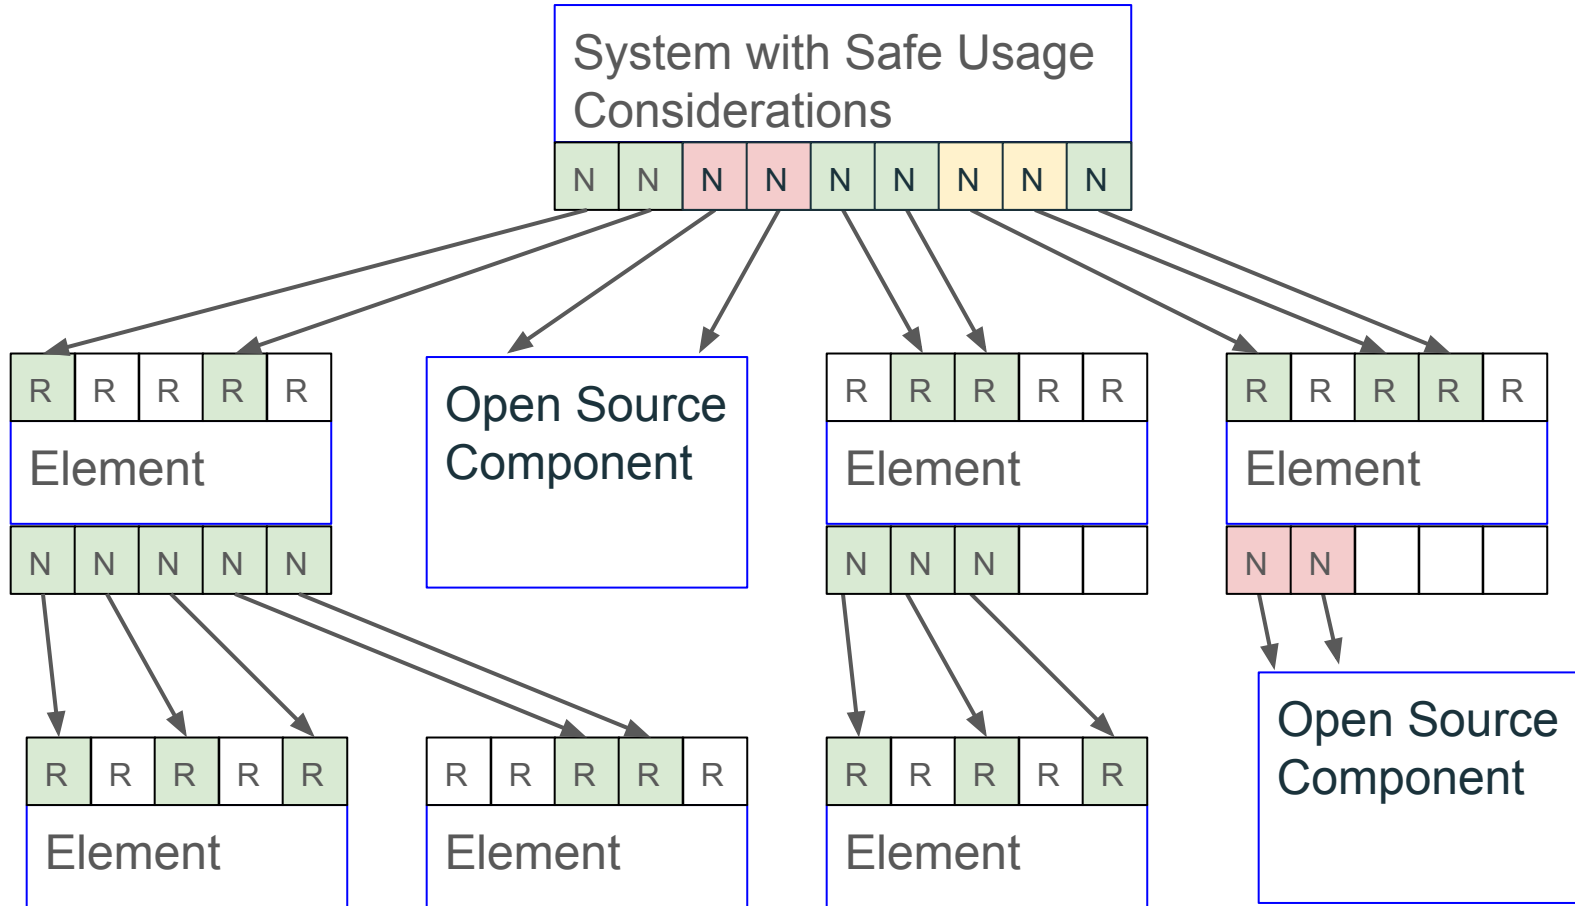 System with Safe Usage
Considerations
N N N N N N N N N
R R R R R
Element
N N N N N
Open Source
Component
R R R R R
Element
N N N
R R R R R
Element
N N
R R R R R
Element
R R R R R
Element
R R R R R
Element
Open Source
Component